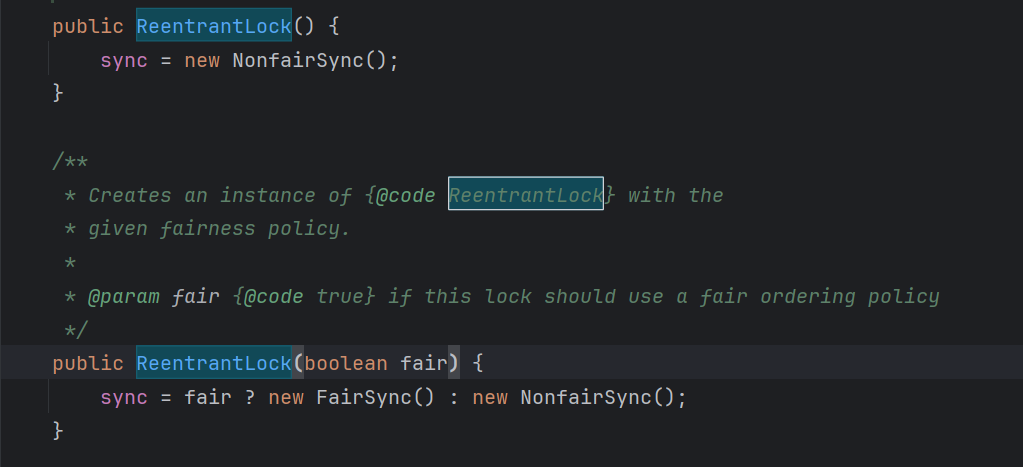 public ReentrantLock() {
    sync = new NonfairSync();
}

/**
 * Creates an instance of {@code ReentrantLock} with the
 * given fairness policy.
 *
 * @param fair {@code true} if this lock should use a fair ordering policy
 */
public ReentrantLock(boolean fair) {
    sync = fair ? new FairSync() : new NonfairSync();
}